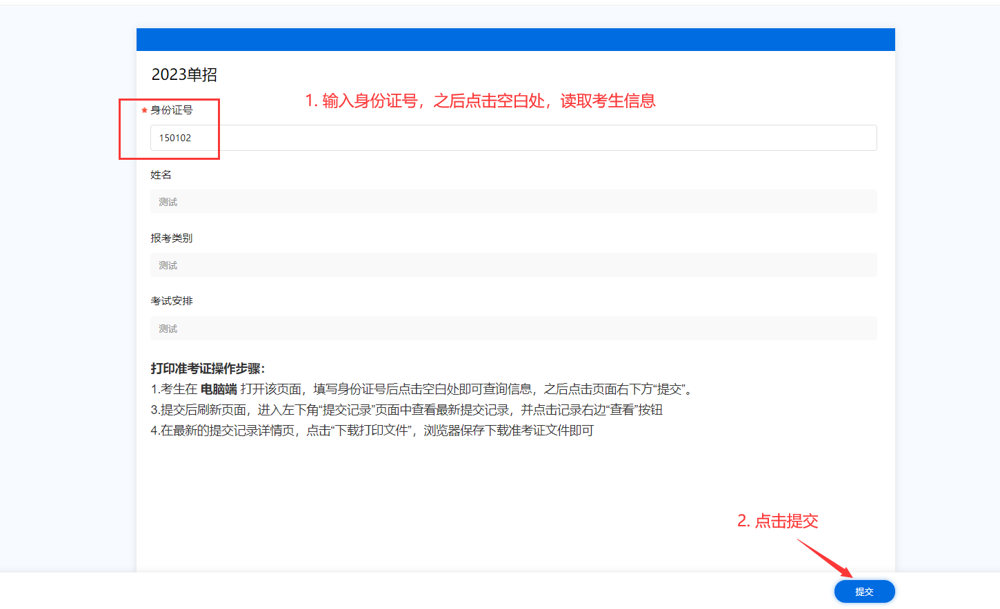 2023单招
1. 输入身份证号，之后点击空白处，读取考生信息
* 身份证号
150102
姓名
测试
报考类别
测试
考试安排
测试
打印准考证操作步骤：
1.考生在 电脑端 打开该页面，填写身份证号后点击空白处即可查询信息，之后点击页面右下方“提交”。
3.提交后刷新页面，进入左下角“提交记录”页面中查看最新提交记录，并点击记录右边“查看”按钮
4.在最新的提交记录详情页，点击“下载打印文件”，浏览器保存下载准考证文件即可
2. 点击提交
提交